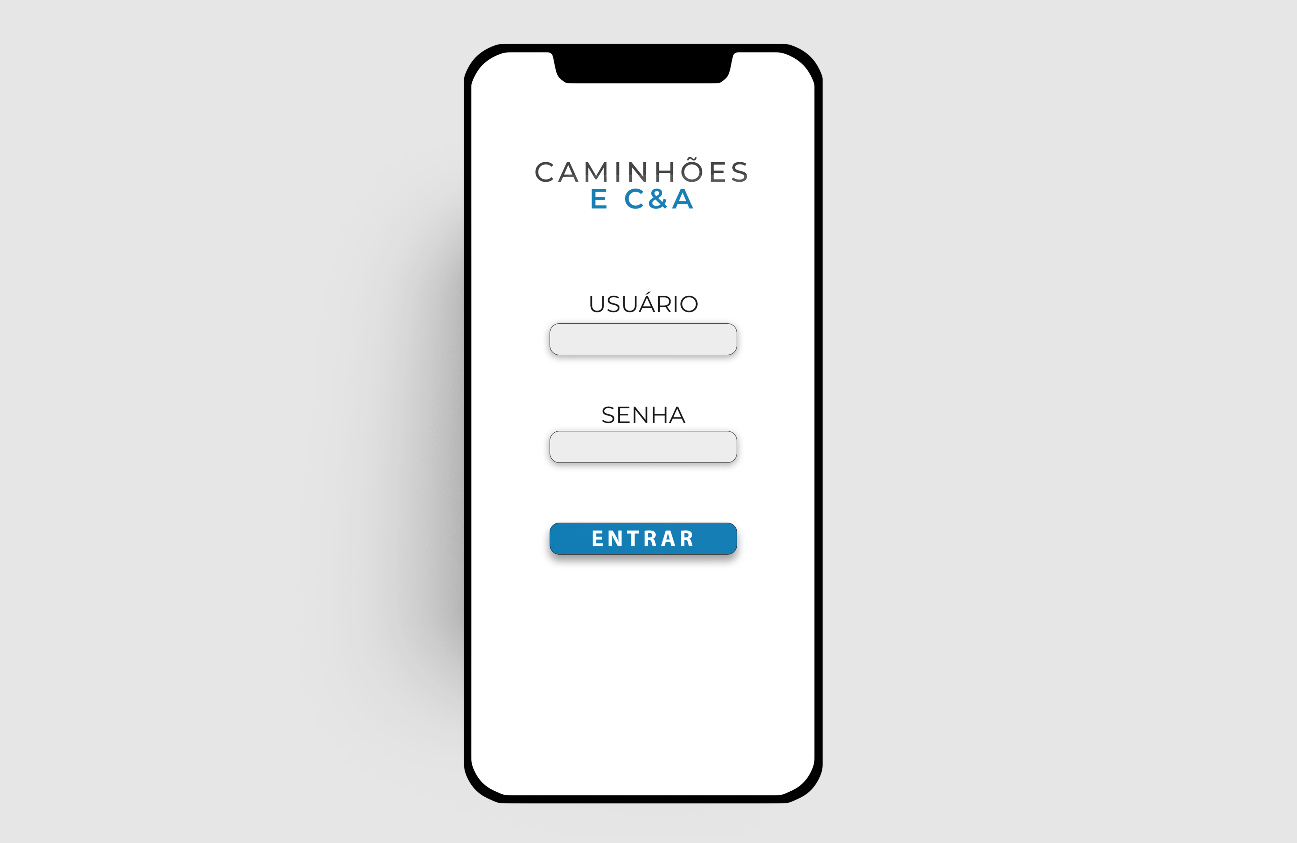 CAMINHÕES
E C&A
USUÁRIO
SENHA
ENTRAR